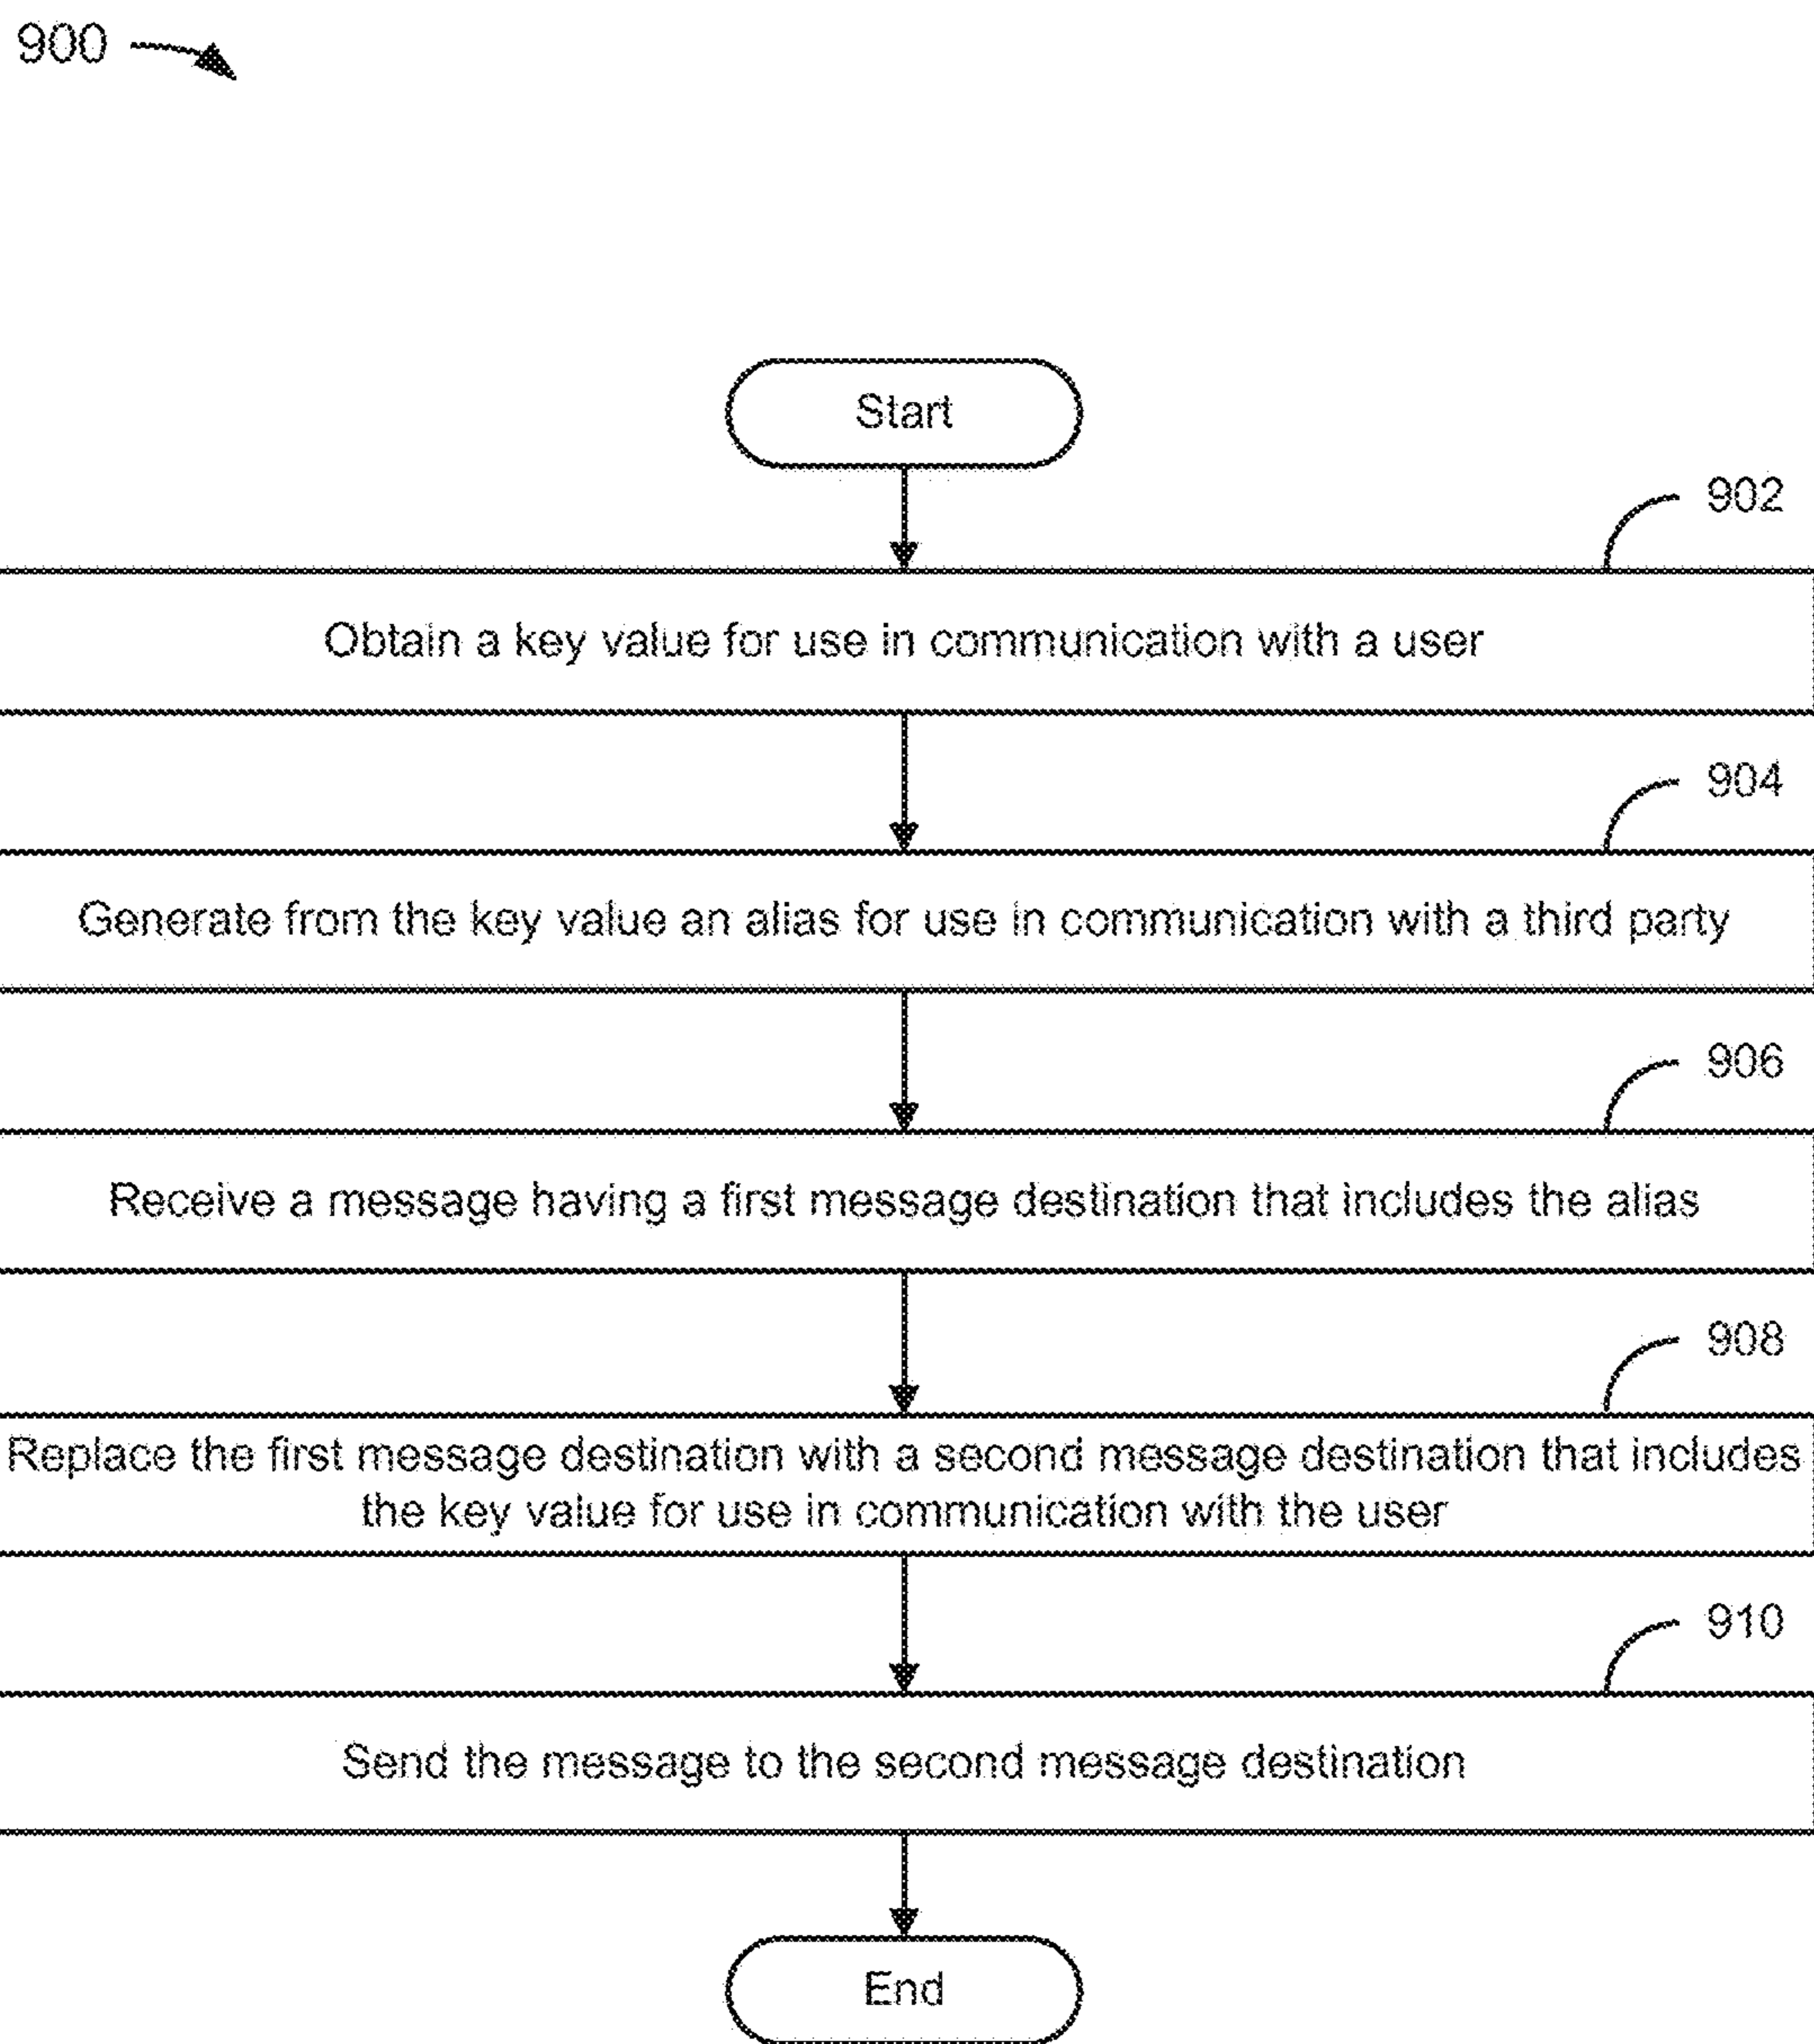 900
Start
902
Obtain a key value for use in communication with a user
904
Generate from the key value an alias for use in communication with a third party
906
Receive a message having a first message destination that includes the alias
908
Replace the first message destination with a second message destination that includes
the key value for use in communication with the user
910
Send the message to the second message destination
End